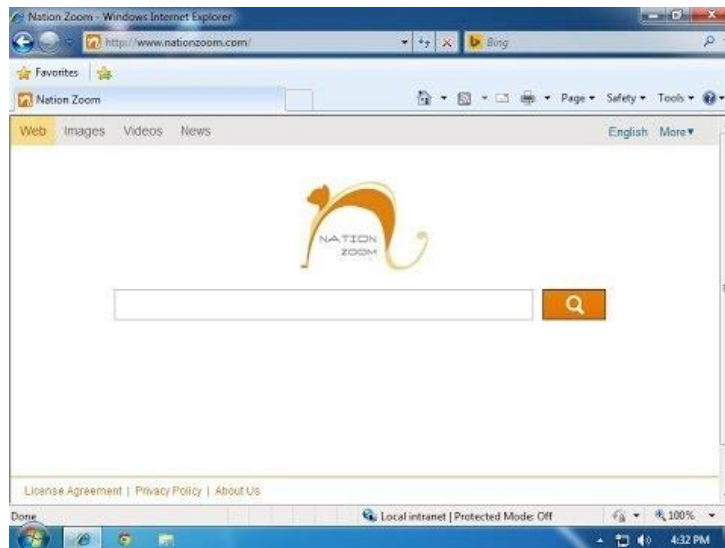 Nation Zoom - Windows Internet Explorer
http://www.nationzoom.com/
Bing
Favorites
Nation Zoom
Page Safety Tools
Web Images Videos News
English More
NATION
ZOOM
License Agreement | Privacy Policy | About Us
Done
Local intranet | Protected Mode: Off
100%
4:32 PM